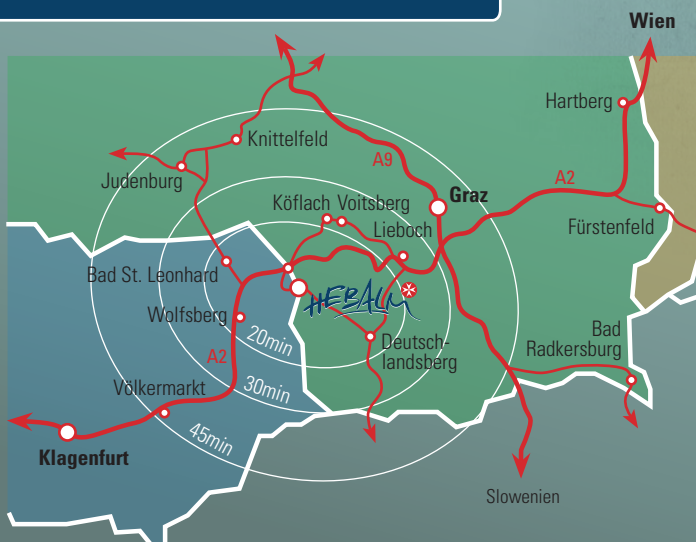 Wien
Hartberg
Knittelfeld
A9
Judenburg
A2
Graz
Köflach Voitsberg
Lieboch
Fürstenfeld
Bad St. Leonhard
HEBALM
Wolfsberg
20min
Deutsch-
landsberg
Bad
Radkersburg
A2
30min
Völkermarkt
45min
Klagenfurt
Slowenien